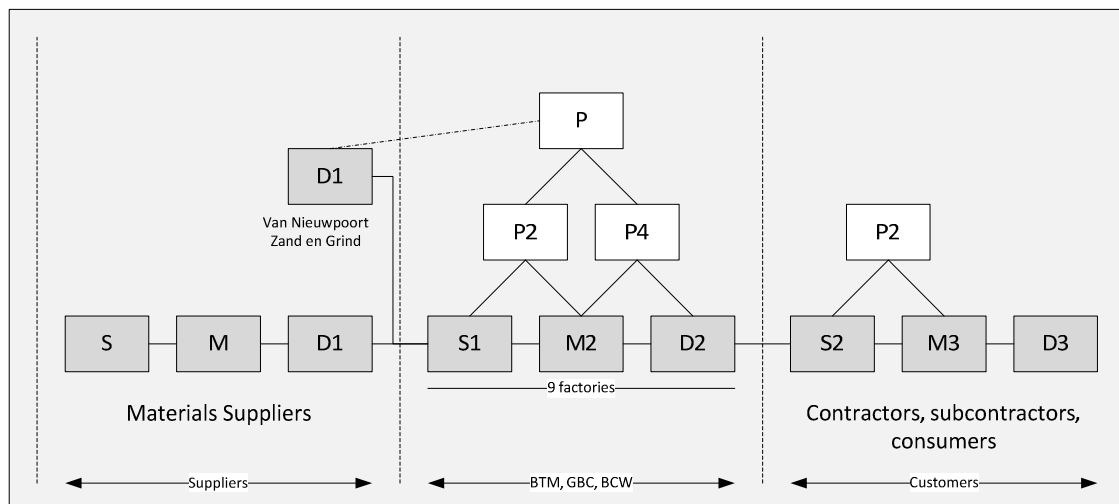 P
D1
Van Nieuwpoort
Zand en Grind
P2
P4
P2
S
M
D1
S1
M2
D2
S2
M3
D3
9 factories
Materials Suppliers
Contractors, subcontractors,
consumers
Suppliers
BTM, GBC, BCW
Customers